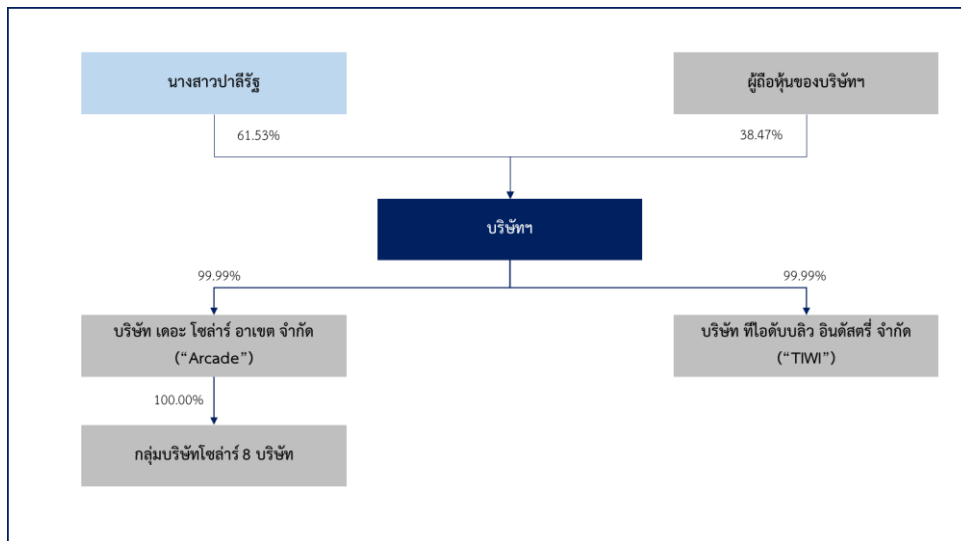 นางสาวปาลีรัฐ
ผู้ถือหุ้นของบริษัทฯ
61.53%
38.47%
บริษัทฯ
99.99%
99.99%
บริษัท เดอะ โซล่าร์ อาเขต จำกัด
(“Arcade”)
บริษัท ทีไอดับบลิว อินดัสตรี่ จำกัด
(“TIWI”)
100.00%
กลุ่มบริษัทโซล่าร์ 8 บริษัท